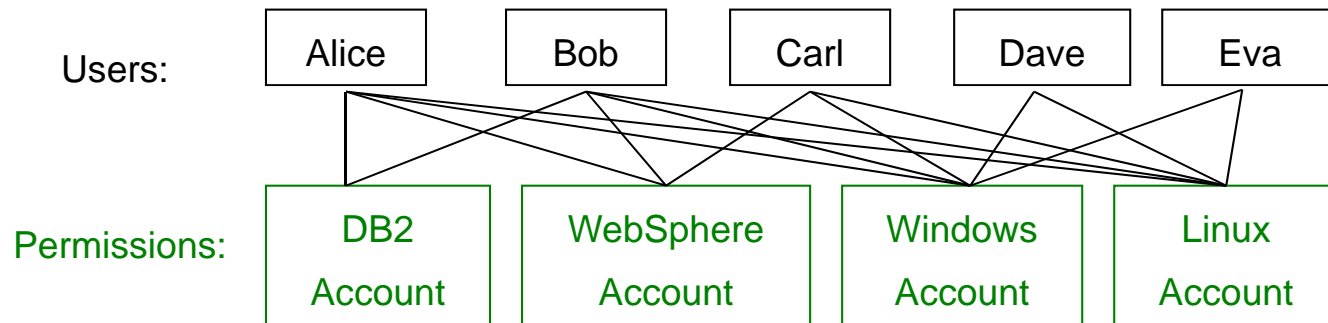 Users:
Alice
Bob
Carl
Dave
Eva
Permissions:
DB2
Account
WebSphere
Account
Windows
Account
Linux
Account